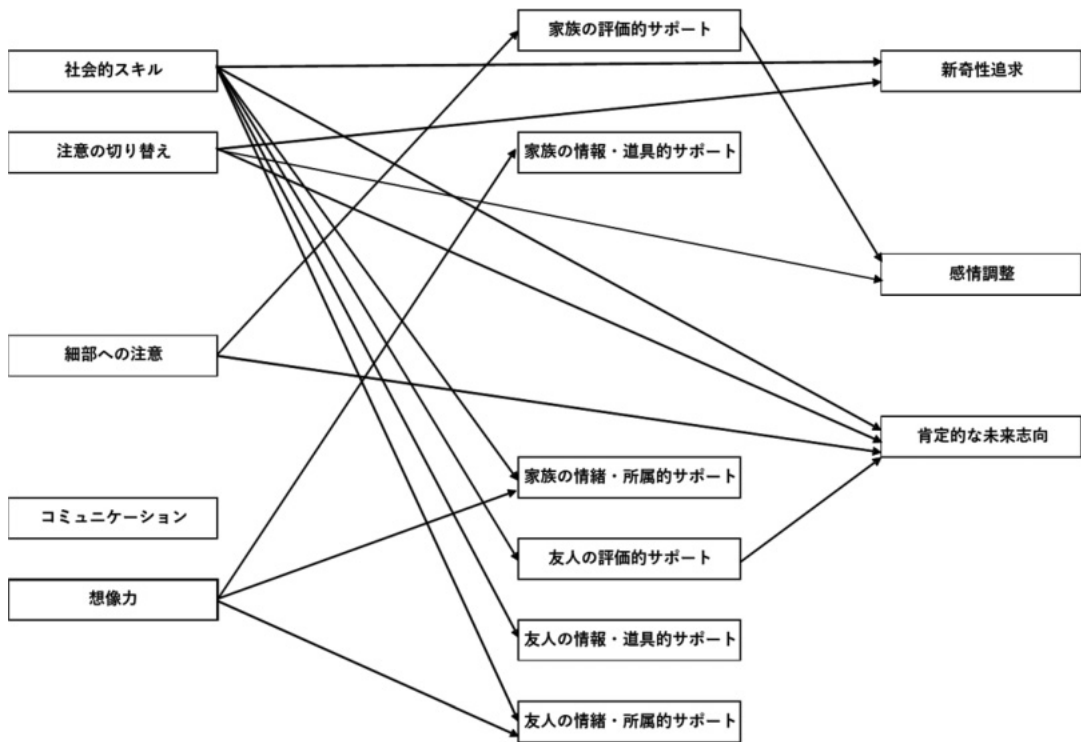 家族の評価的サポート
社会的スキル
新奇性追求
注意の切り替え
家族の情報・道具的サポート
感情調整
細部への注意
肯定的な未来志向
家族の情緒・所属的サポート
コミュニケーション
友人の評価的サポート
想像力
友人の情報・道具的サポート
友人の情緒・所属的サポート